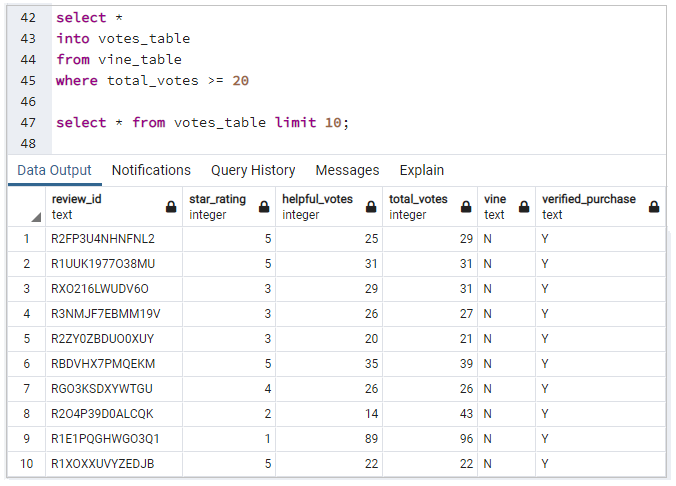 42 select *
43 into votes_table
44 from vine_table
45 where total_votes >= 20
46
47 select * from votes_table limit 10;
48
Data Output Notifications Query History Messages Explain
review_id star_rating helpful_votes total_votes vine verified_purchase
text integer integer integer text text
1 R2FP3U4NHNFNL2 5 25 29 N Y
2 R1UUK1977O38MU 5 31 31 N Y
3 RXO216LWUDV6O 3 29 31 N Y
4 R3NMJF7EBMM19V 3 26 27 N Y
5 R2ZY0ZBDUO0XUY 3 20 21 N Y
6 RBDVHX7PMQEKM 5 35 39 N Y
7 RGO3KSDXYWTGU 4 26 26 N Y
8 R2O4P39D0ALCQK 2 14 43 N Y
9 R1E1PQGHWGO3Q1 1 89 96 N Y
10 R1XOXXUVYZEDJB 5 22 22 N Y